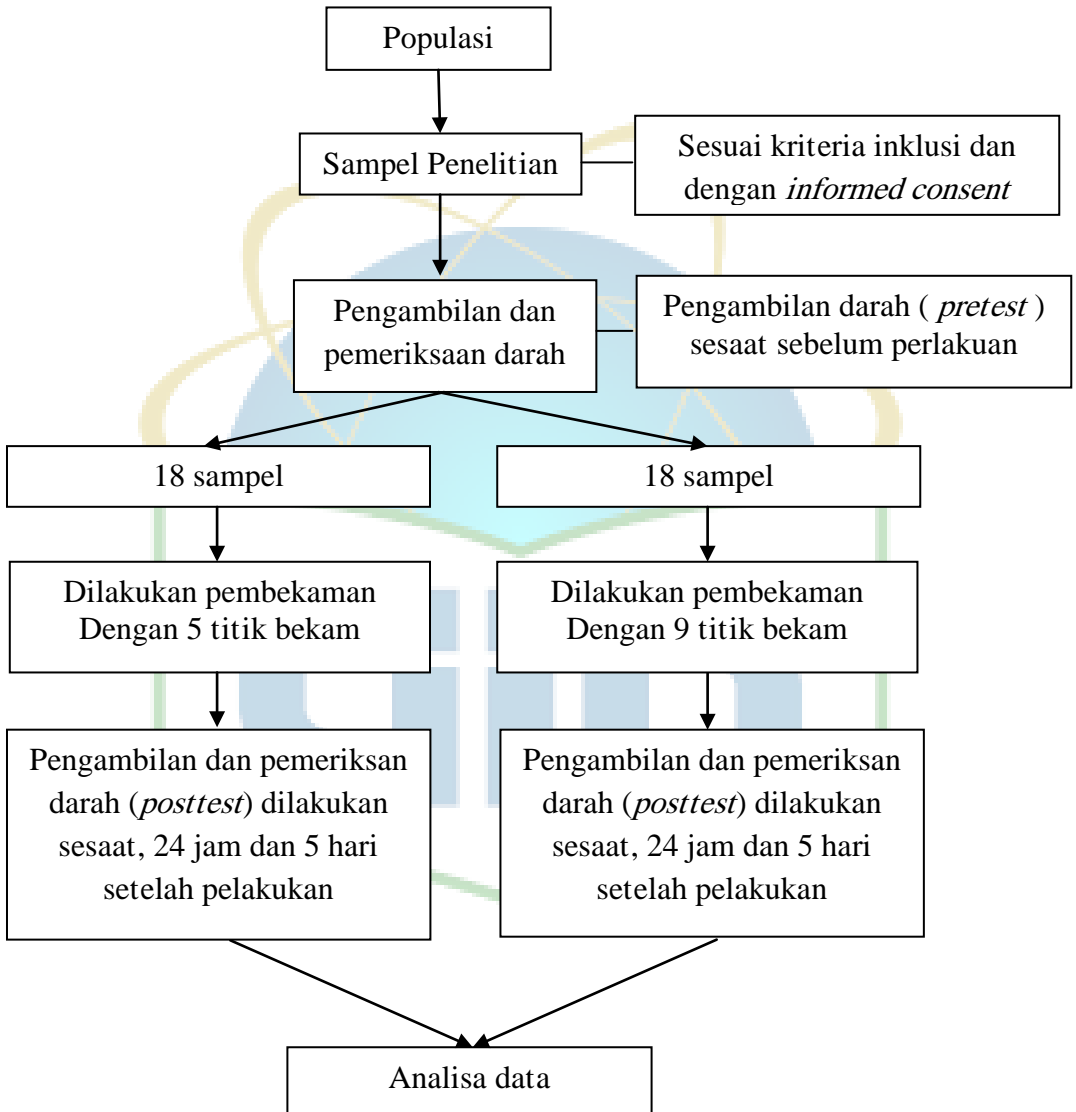 Populasi
Sampel Penelitian
Sesuai kriteria inklusi dan
dengan informed consent
Pengambilan dan
pemeriksaan darah
Pengambilan darah ( pretest )
sesaat sebelum perlakuan
18 sampel
18 sampel
Dilakukan pembekaman
Dengan 5 titik bekam
Dilakukan pembekaman
Dengan 9 titik bekam
Pengambilan dan pemeriksan
darah (posttest) dilakukan
sesaat, 24 jam dan 5 hari
setelah pelakukan
Pengambilan dan pemeriksan
darah (posttest) dilakukan
sesaat, 24 jam dan 5 hari
setelah pelakukan
Analisa data